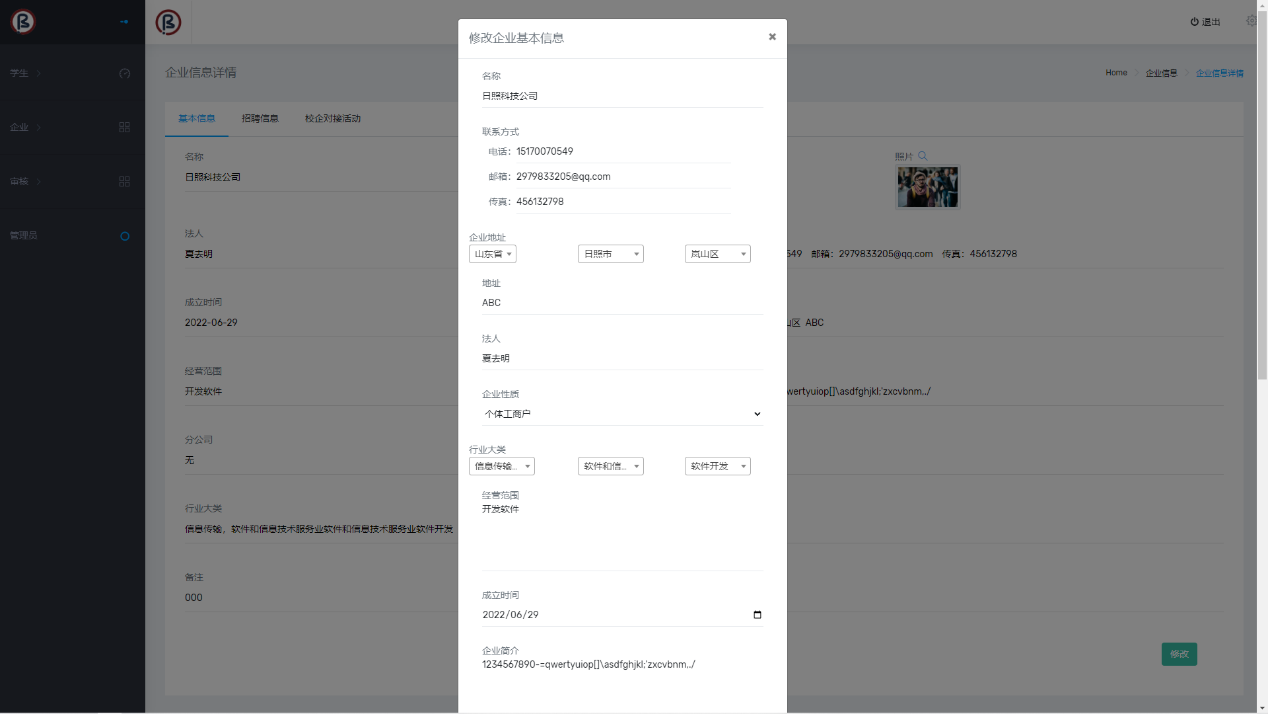 退出
学生
企业
审核
管理员
企业信息详情
Home 企业信息 企业信息详情
基本信息 招聘信息 校企对接活动
名称
日照科技公司
照片
法人
夏去明
549 邮箱：2979833205@qq.com 传真：456132798
成立时间
2022-06-29
山区 ABC
经营范围
开发软件
wertyuiop[]\asdfghjkl;'zxcvbnm,./
分公司
无
行业大类
信息传输，软件和信息技术服务业软件和信息技术服务业软件开发
备注
000
修改
修改企业基本信息 ×
名称
日照科技公司
联系方式
电话：15170070549
邮箱：2979833205@qq.com
传真：456132798
企业地址
山东省 日照市 岚山区
地址
ABC
法人
夏去明
企业性质
个体工商户
行业大类
信息传输... 软件和信... 软件开发
经营范围
开发软件
成立时间
2022/06/29
企业简介
1234567890-=qwertyuiop[]\asdfghjkl;'zxcvbnm,./